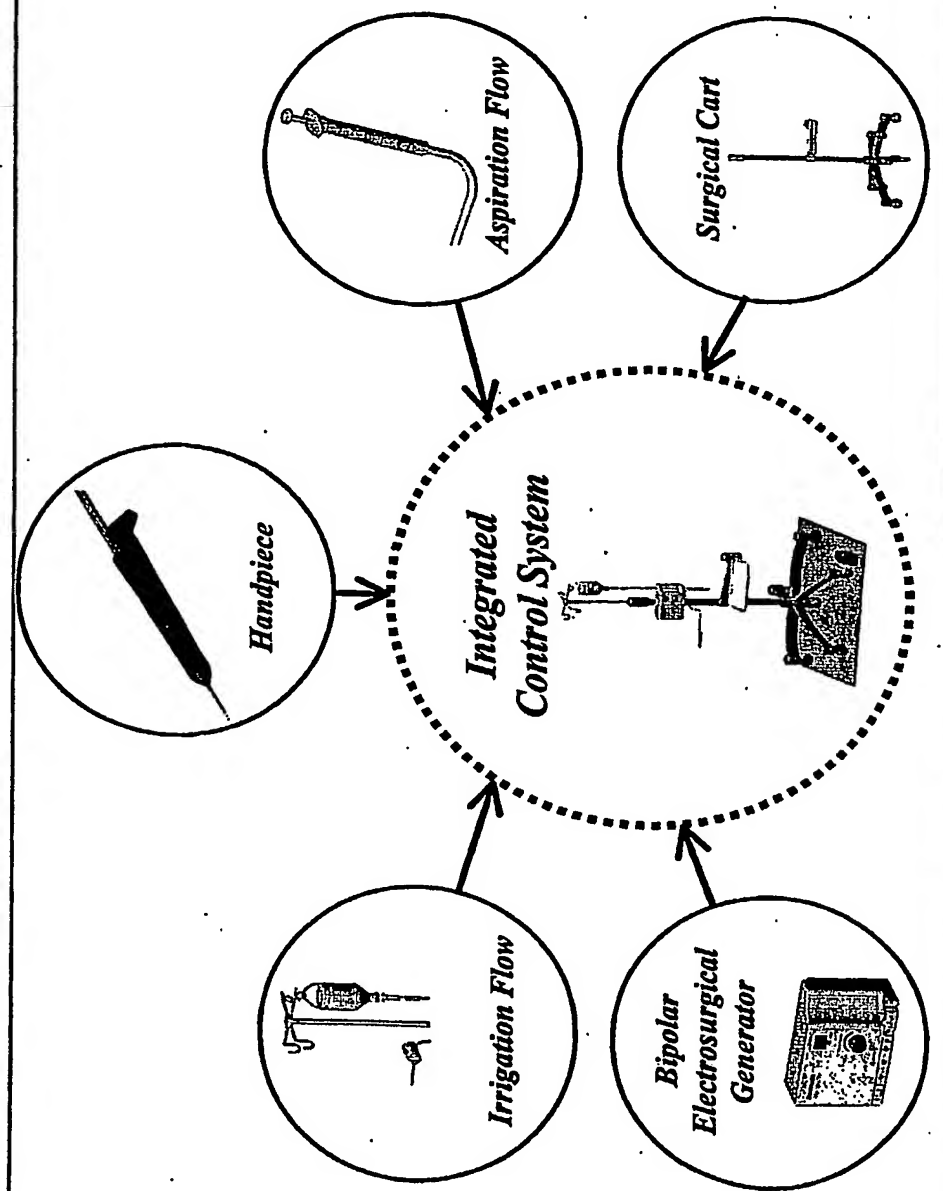 Handpiece
Irrigation Flow
Aspiration Flow
Integrated
Control System
Bipolar
Electrosurgical
Generator
Surgical Cart